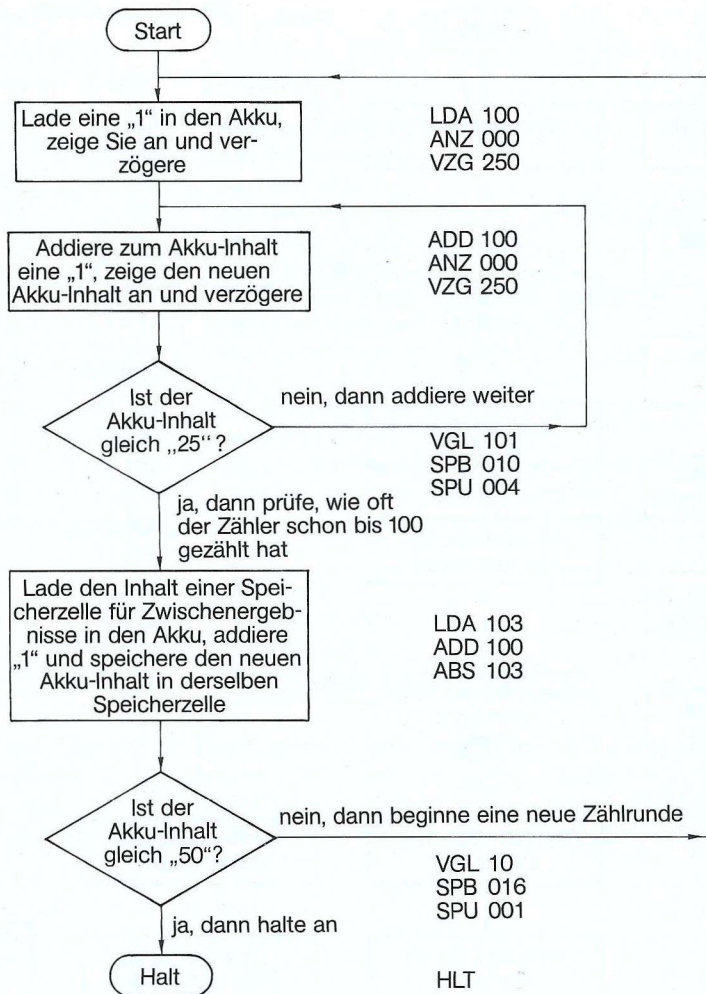 Start
Lade eine „1" in den Akku,
zeige Sie an und ver-
zögere
LDA 100
ANZ 000
VZG 250
Addiere zum Akku-Inhalt
eine „1", zeige den neuen
Akku-Inhalt an und verzögere
ADD 100
ANZ 000
VZG 250
Ist der
Akku-Inhalt
gleich „25"?
nein, dann addiere weiter
VGL 101
SPB 010
SPU 004
ja, dann prüfe, wie oft
der Zähler schon bis 100
gezählt hat
Lade den Inhalt einer Spei-
cherzelle für Zwischenergeb-
nisse in den Akku, addiere
„1" und speichere den neuen
Akku-Inhalt in derselben
Speicherzelle
LDA 103
ADD 100
ABS 103
Ist der
Akku-Inhalt
gleich „50"?
nein, dann beginne eine neue Zählrunde
VGL 10
SPB 016
SPU 001
ja, dann halte an
Halt
HLT